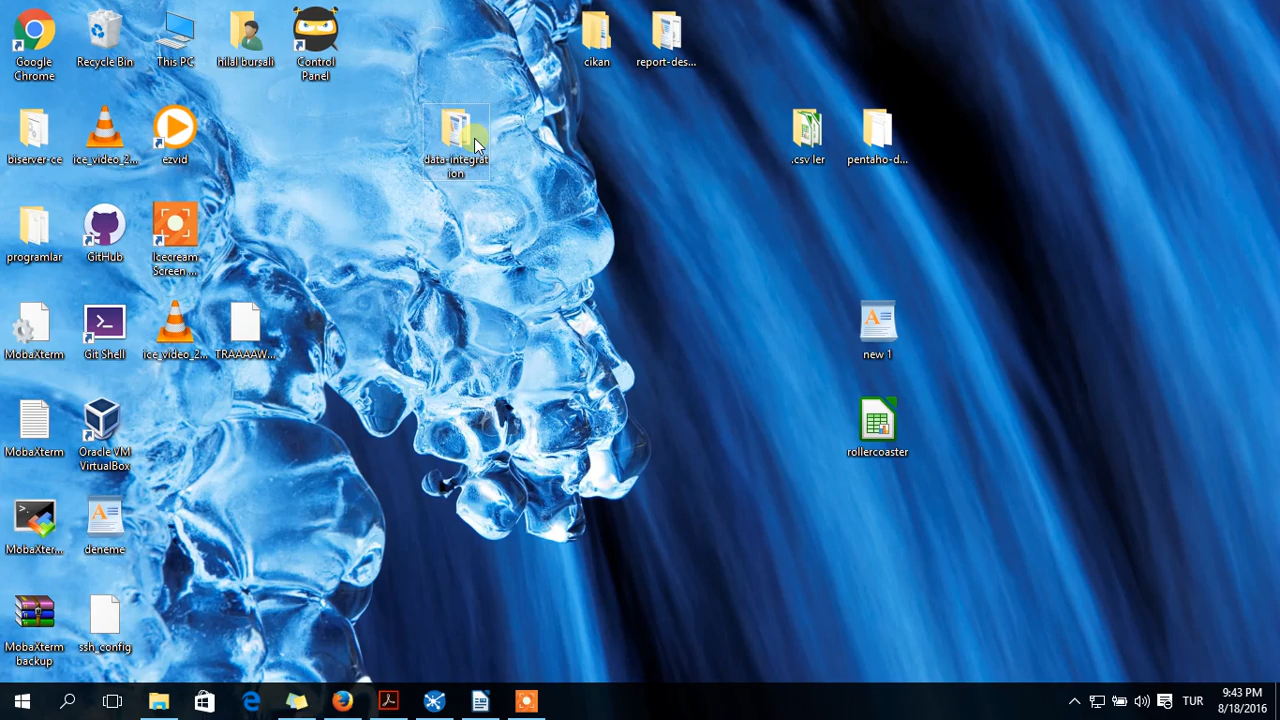 Google
Chrome
Recycle Bin
This PC
hilal bursali
Control
Panel
cikan
report-des...
biserver-ce
ice_video_2...
ezvid
data-integrat
ion
.csv ler
pentaho-d...
programlar
GitHub
Icecream
Screen ...
MobaXterm
Git Shell
ice_video_2...
TRAAAAW...
new 1
MobaXterm
Oracle VM
VirtualBox
rollercoaster
MobaXter...
deneme
MobaXterm
backup
ssh_config
TUR
9:43 PM
8/18/2016